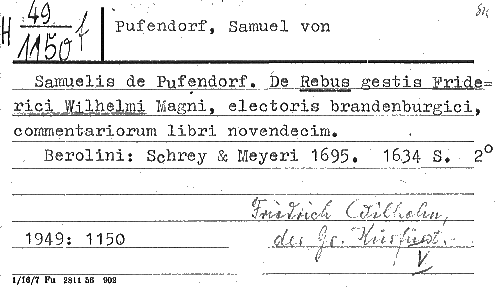 H 49
1150 f
Pufendorf, Samuel von
Samuelis de Pufendorf. De Rebus gestis Fride=
rici Wilhelmi Magni, electoris brandenburgici,
commentariorum libri novendecim.
Berolini: Schrey & Meyeri 1695. 1634 S. 2°
Friedrich Wilhelm,
der Gr. Kurfürst.
V
1949: 1150
1/16/7 Fu 2811 56 902